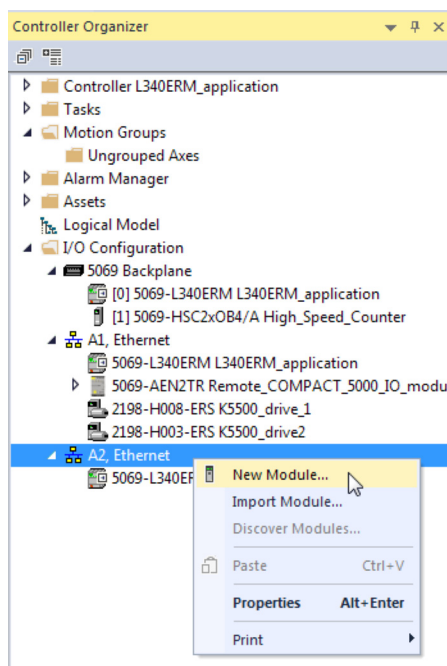 Controller Organizer
Controller L340ERM_application
Tasks
Motion Groups
Ungrouped Axes
Alarm Manager
Assets
Logical Model
I/O Configuration
5069 Backplane
[0] 5069-L340ERM L340ERM_application
[1] 5069-HSC2xOB4/A High_Speed_Counter
A1, Ethernet
5069-L340ERM L340ERM_application
5069-AEN2TR Remote_COMPACT_5000_IO_modu
2198-H008-ERS K5500_drive_1
2198-H003-ERS K5500_drive2
A2, Ethernet
5069-L340ER
New Module...
Import Module...
Discover Modules...
Paste Ctrl+V
Properties Alt+Enter
Print